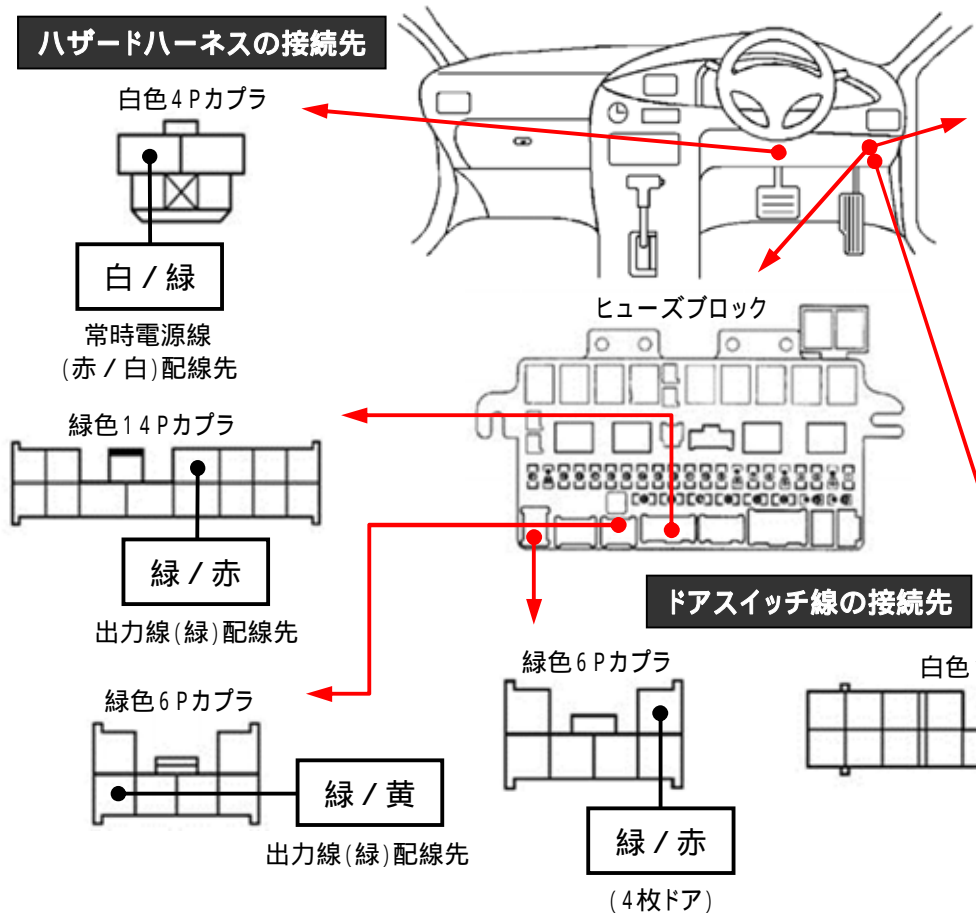 ハザードハーネスの接続先
白色4Pカプラ
白/緑
常時電源線
(赤/白)配線先
ヒューズブロック
緑色14Pカプラ
緑/赤
出力線(緑)配線先
緑色6Pカプラ
緑/黄
出力線(緑)配線先
ドアスイッチ線の接続先
緑色6Pカプラ
緑/赤
(4枚ドア)
白色